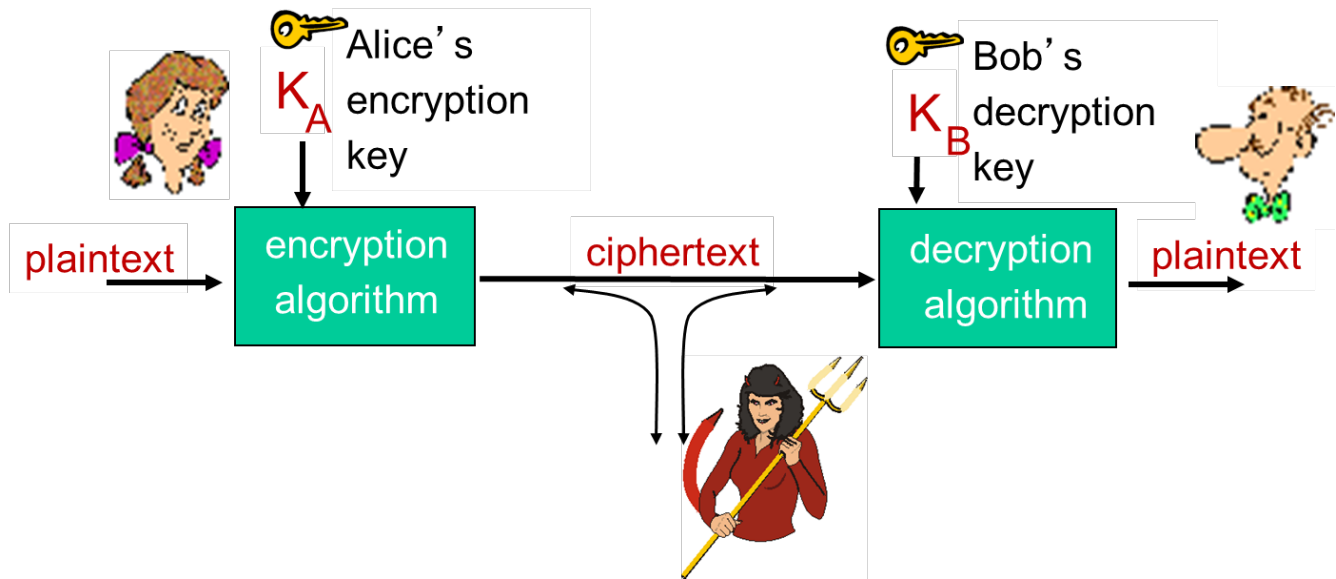 K
A
Alice’s
encryption
key
K
B
Bob’s
decryption
key
plaintext
encryption
algorithm
ciphertext
decryption
algorithm
plaintext